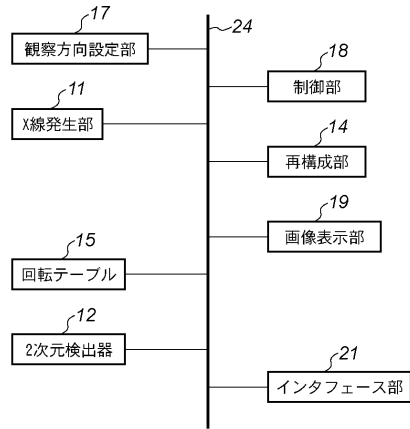 17
観察方向設定部
24
18
制御部
11
X線発生部
14
再構成部
19
画像表示部
15
回転テーブル
12
2次元検出器
21
インタフェース部